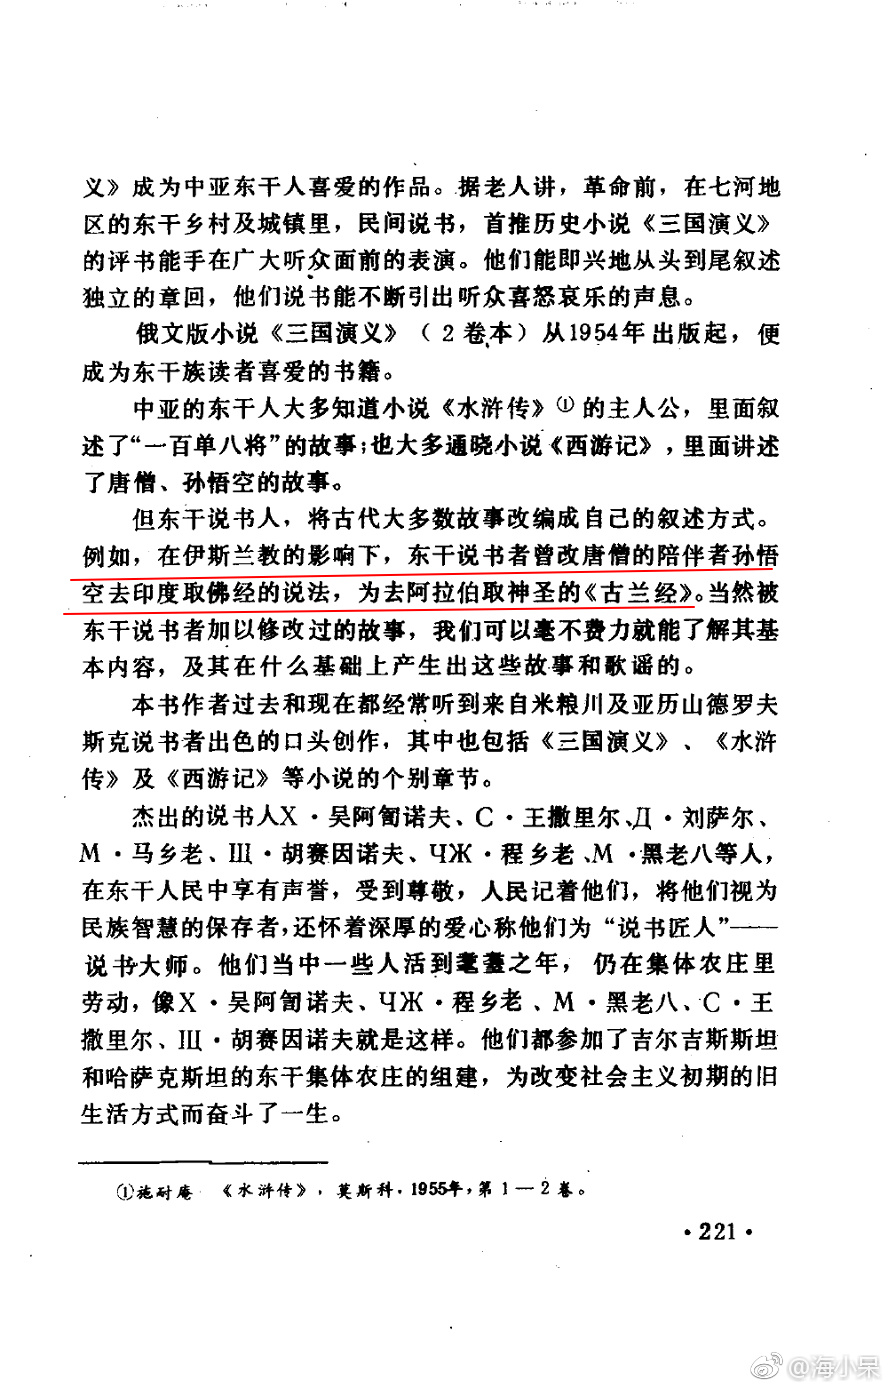 义》成为中亚东干人喜爱的作品。据老人讲，革命前，在七河地
区的东干乡村及城镇里，民间说书，首推历史小说《三国演义》
的评书能手在广大听众面前的表演。他们能即兴地从头到尾叙述
独立的章回，他们说书能不断引出听众喜怒哀乐的声息。
俄文版小说《三国演义》（2卷本）从1954年出版起，便
成为东干族读者喜爱的书籍。
中亚的东干人大多知道小说《水浒传》①的主人公，里面叙
述了“一百单八将”的故事；也大多通晓小说《西游记》，里面讲述
了唐僧、孙悟空的故事。
但东干说书人，将古代大多数故事改编成自己的叙述方式。
例如，在伊斯兰教的影响下，东干说书者曾改唐僧的陪伴者孙悟
空去印度取佛经的说法，为去阿拉伯取神圣的《古兰经》。当然被
东干说书者加以修改过的故事，我们可以毫不费力就能了解其基
本内容，及其在什么基础上产生出这些故事和歌谣的。
本书作者过去和现在都经常听到来自米粮川及亚历山德罗夫
斯克说书者出色的口头创作，其中也包括《三国演义》、《水浒
传》及《西游记》等小说的个别章节。
杰出的说书人Х·吴阿訇诺夫、С·王撒里尔、Д·刘萨尔、
М·马乡老、Ш·胡赛因诺夫、ЧЖ·程乡老、М·黑老八等人，
在东干人民中享有声誉，受到尊敬，人民记着他们，将他们视为
民族智慧的保存者，还怀着深厚的爱心称他们为“说书匠人”——
说书大师。他们当中一些人活到耄耋之年，仍在集体农庄里
劳动，像Х·吴阿訇诺夫、ЧЖ·程乡老、М·黑老八、С·王
撒里尔、Ш·胡赛因诺夫就是这样。他们都参加了吉尔吉斯斯坦
和哈萨克斯坦的东干集体农庄的组建，为改变社会主义初期的旧
生活方式而奋斗了一生。
①施耐庵 《水浒传》，莫斯科，1955年，第1—2卷。
·221·
@海小呆